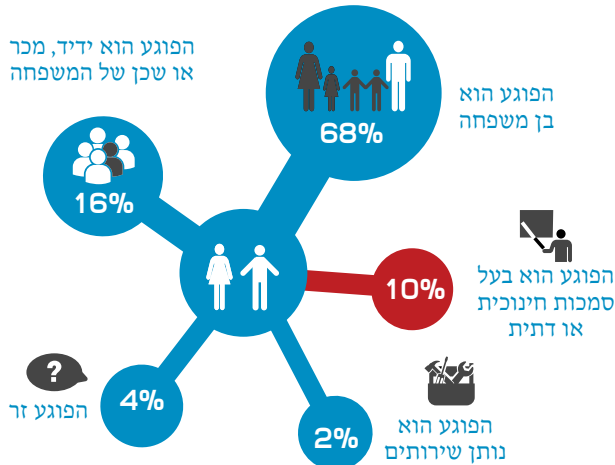 הפוגע הוא ידיד, מכר
או שכן של המשפחה
16%
68%
הפוגע הוא
בן משפחה
10%
הפוגע הוא בעל
סמכות חינוכית
או דתית
?
הפוגע זר
4%
2%
הפוגע הוא
נותן שירותים